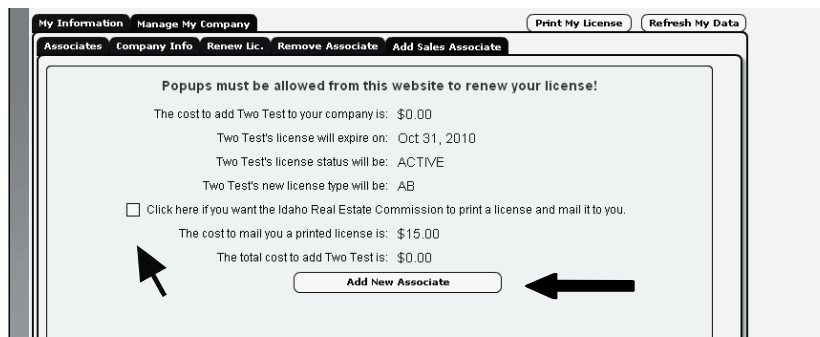 My Information Manage My Company Print My License Refresh My Data
Associates Company Info Renew Lic. Remove Associate Add Sales Associate
Popups must be allowed from this website to renew your license!
The cost to add Two Test to your company is: $0.00
Two Test's license will expire on: Oct 31, 2010
Two Test's license status will be: ACTIVE
Two Test's new license type will be: AB
Click here if you want the Idaho Real Estate Commission to print a license and mail it to you.
The cost to mail you a printed license is: $15.00
The total cost to add Two Test is: $0.00
Add New Associate